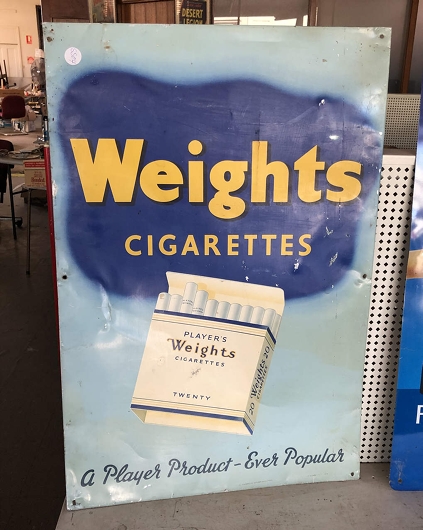 DESERT
Weights
CIGARETTES
PLAYER'S
Weights
CIGARETTES
TWENTY
20 Weights 20
A Player Product - Ever Popular